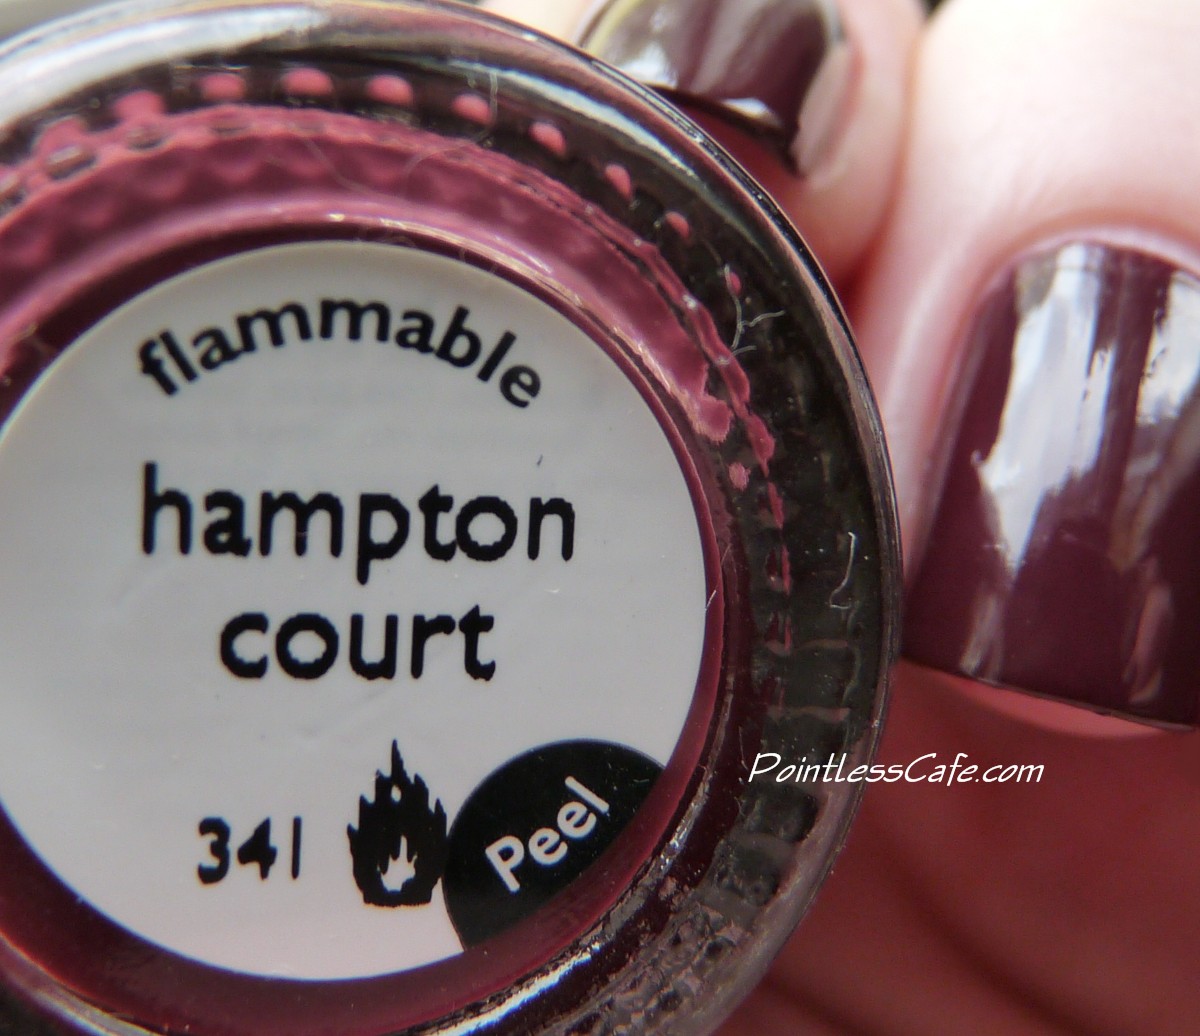 flammable
hampton
court
341
Peel
PointlessCafe.com